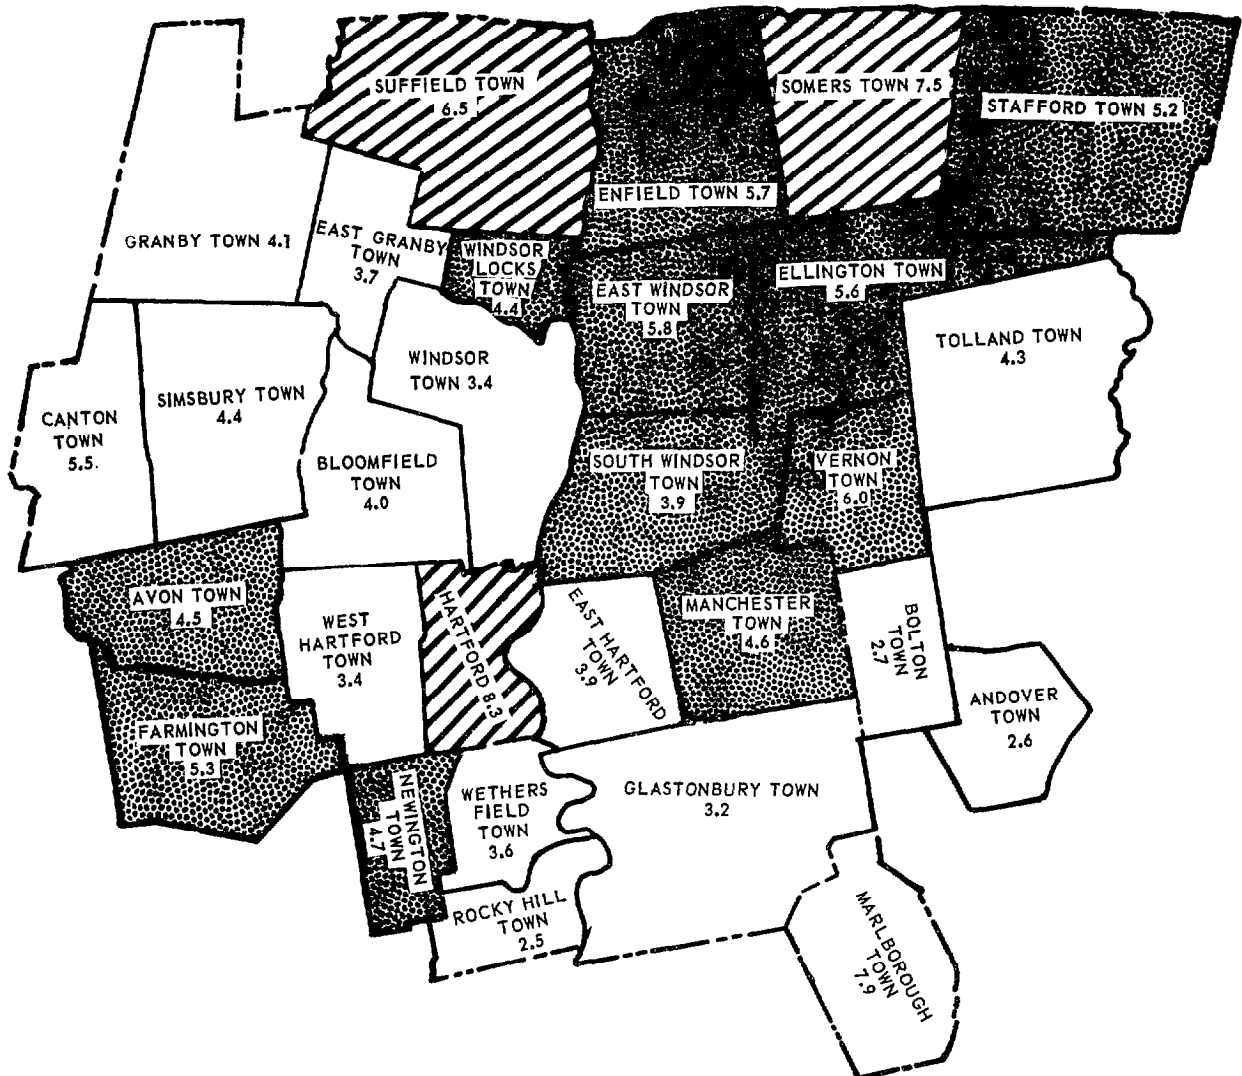 SUFFIELD TOWN
6.5
SOMERS TOWN 7.5
STAFFORD TOWN 5.2
ENFIELD TOWN 5.7
GRANBY TOWN 4.1
EAST GRANBY
TOWN
3.7
WINDSOR
LOCKS
TOWN
4.4
EAST WINDSOR
TOWN
5.8
ELLINGTON TOWN
5.6
TOLLAND TOWN
4.3
WINDSOR
TOWN 3.4
SIMSBURY TOWN
4.4
CANTON
TOWN
5.5.
BLOOMFIELD
TOWN
4.0
SOUTH WINDSOR
TOWN
3.9
VERNON
TOWN
6.0
AVON TOWN
4.5
WEST
HARTFORD
TOWN
3.4
HARTFORD 8.3
EAST HARTFORD
TOWN
3.9
MANCHESTER
TOWN
4.6
BOLTON
TOWN
2.7
ANDOVER
TOWN
2.6
FARMINGTON
TOWN
5.3
NEWINGTON
TOWN
4.7
WETHERS
FIELD
TOWN
3.6
GLASTONBURY TOWN
3.2
ROCKY HILL
TOWN
2.5
MARLBOROUGH
TOWN
7.9